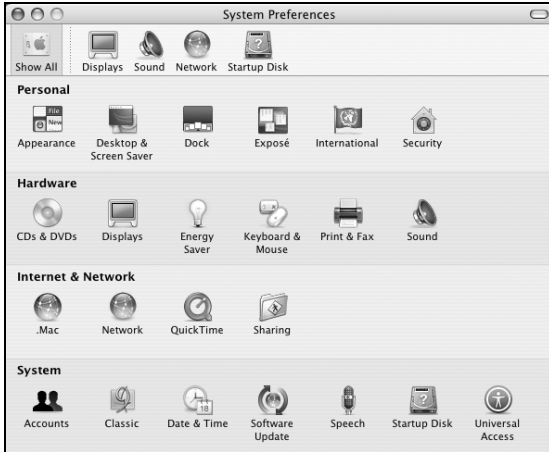 System Preferences
Show All Displays Sound Network Startup Disk
Personal
File
New
Appearance Desktop & Screen Saver Dock Exposé International Security
Hardware
CDs & DVDs Displays Energy Saver Keyboard & Mouse Print & Fax Sound
Internet & Network
.Mac Network QuickTime Sharing
System
18
Accounts Classic Date & Time Software Update Speech Startup Disk Universal Access